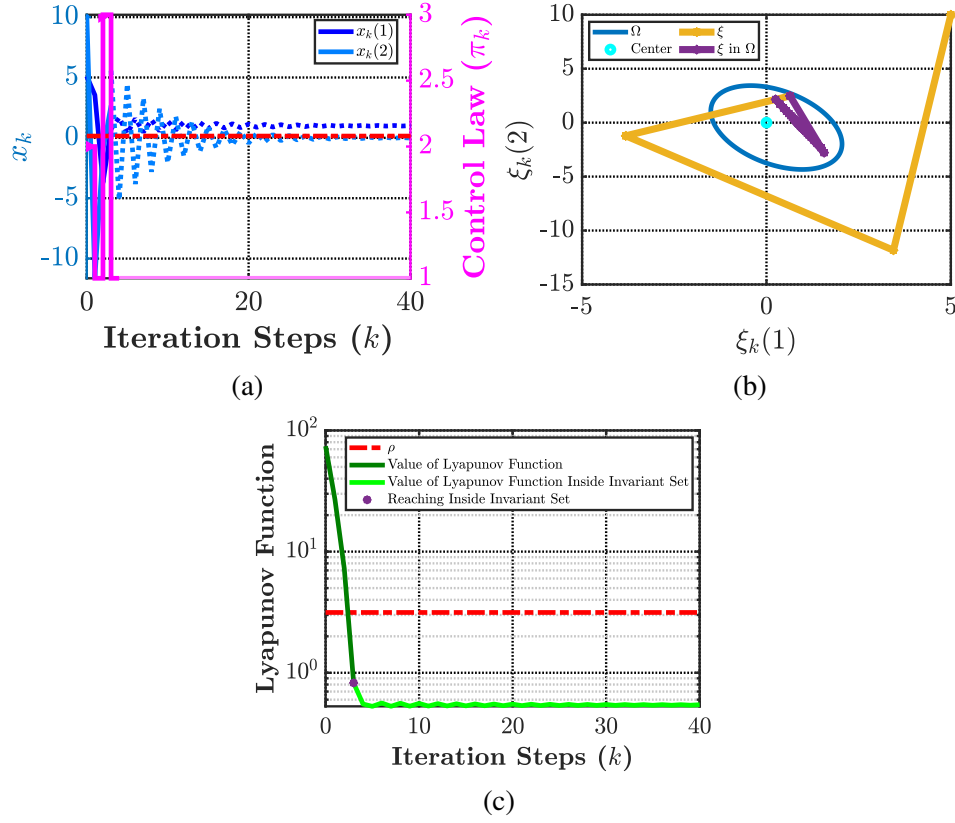 10
5
0
-5
-10
x_k
x_k(1)
x_k(2)
3
2.5
2
1.5
1
Control Law (π_k)
0
20
40
Iteration Steps (k)
(a)
10
5
0
-5
-10
-15
ξ_k(2)
Ω
Center
ξ
ξ in Ω
-5
0
5
ξ_k(1)
(b)
10^2
10^1
10^0
Lyapunov Function
ρ
Value of Lyapunov Function
Value of Lyapunov Function Inside Invariant Set
Reaching Inside Invariant Set
0
10
20
30
40
Iteration Steps (k)
(c)